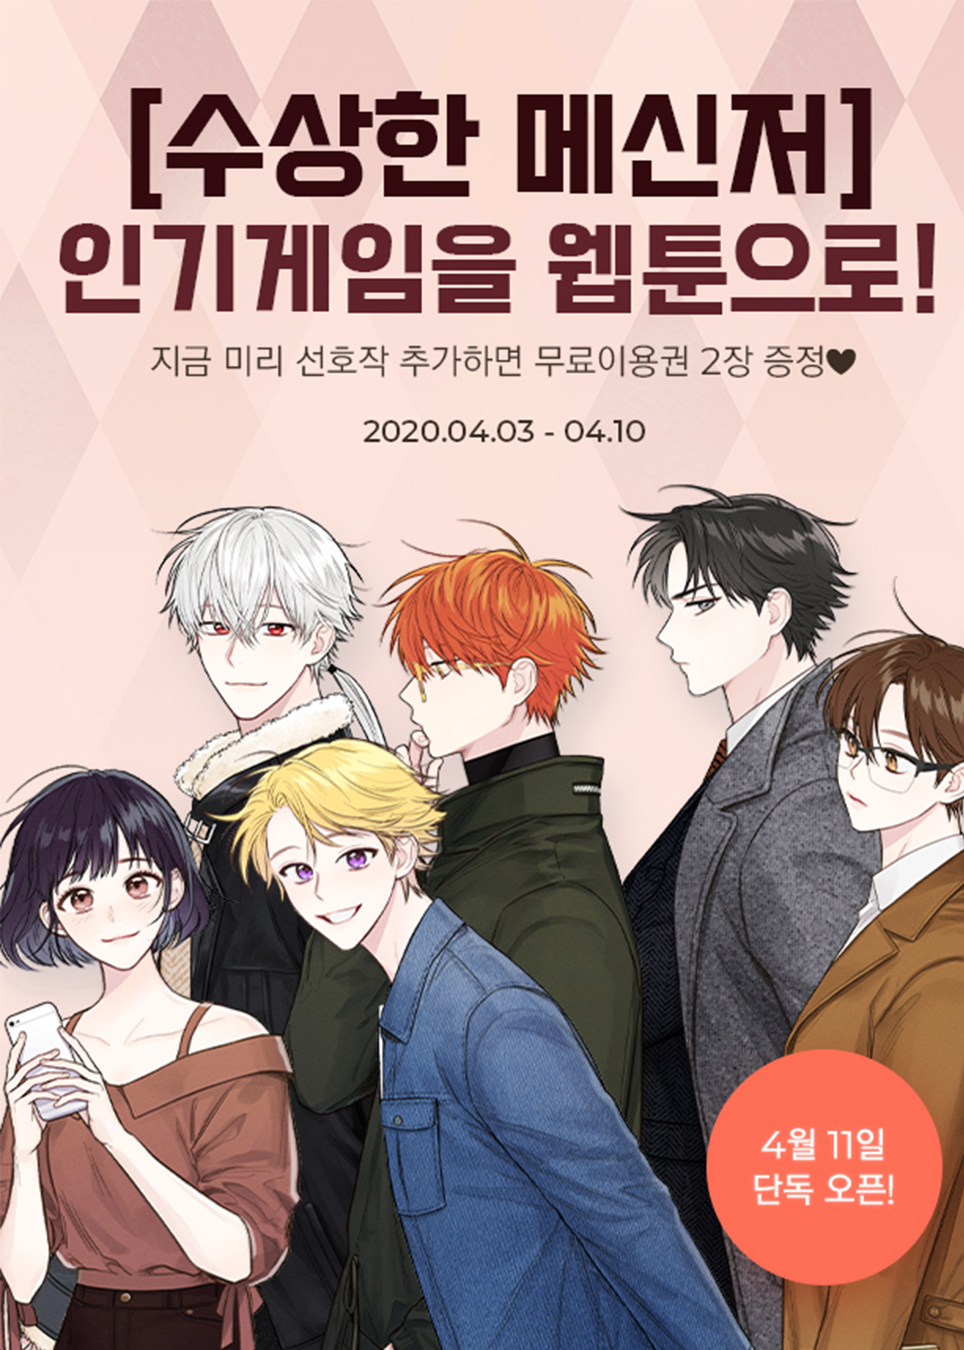 [수상한 메신저]
인기게임을 웹툰으로!
지금 미리 선호작 추가하면 무료이용권 2장 증정♥
2020.04.03 - 04.10
4월 11일
단독 오픈!